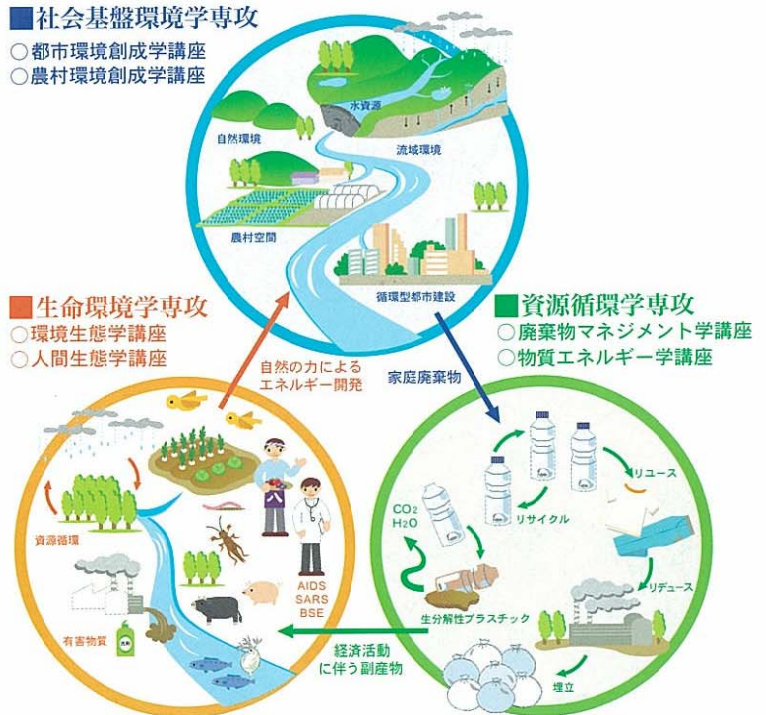 ■社会基盤環境学専攻
○都市環境創成学講座
○農村環境創成学講座
水資源
自然環境
流域環境
農村空間
循環型都市建設
■生命環境学専攻
○環境生態学講座
○人間生態学講座
自然の力による
エネルギー開発
家庭廃棄物
■資源循環学専攻
○廃棄物マネジメント学講座
○物質エネルギー学講座
資源循環
有害物質
AIDS
SARS
BSE
リユース
リサイクル
CO2
H2O
リデュース
生分解性プラスチック
埋立
経済活動
に伴う副産物